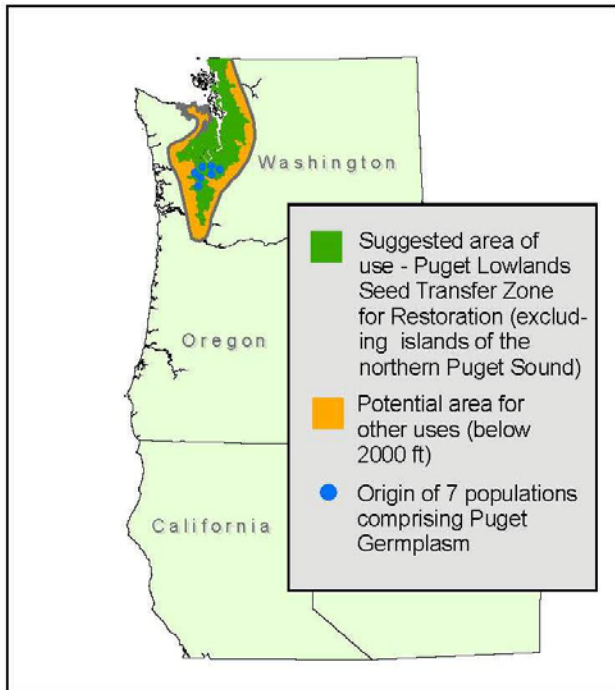 Washington
Oregon
California
Suggested area of
use - Puget Lowlands
Seed Transfer Zone
for Restoration (exclud-
ing islands of the
northern Puget Sound)
Potential area for
other uses (below
2000 ft)
Origin of 7 populations
comprising Puget
Germplasm